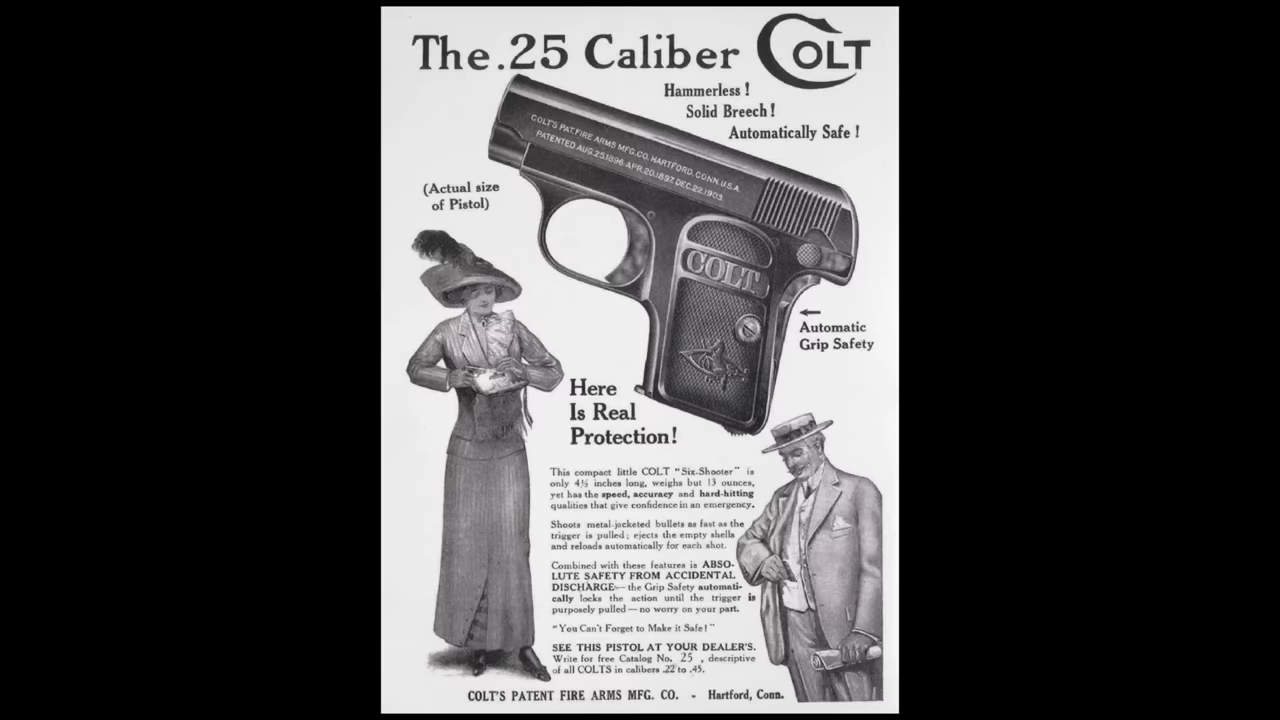 The .25 Caliber COLT
Hammerless!
Solid Breech!
Automatically Safe!
COLT'S PAT. FIRE ARMS MFG. CO. HARTFORD, CONN. U.S.A.
PATENTED AUG. 25, 1896. APR. 20, 1897. DEC. 22, 1903.
(Actual size
of Pistol)
COLT
Automatic
Grip Safety
Here
Is Real
Protection!
This compact little COLT "Six-Shooter" is
only 4½ inches long, weighs but 13 ounces,
yet has the speed, accuracy and hard-hitting
qualities that give confidence in an emergency.
Shoots metal-jacketed bullets as fast as the
trigger is pulled; ejects the empty shells
and reloads automatically for each shot.
Combined with these features is ABSO-
LUTE SAFETY FROM ACCIDENTAL
DISCHARGE—the Grip Safety automati-
cally locks the action until the trigger is
purposely pulled—no worry on your part.
"You Can't Forget to Make it Safe!"
SEE THIS PISTOL AT YOUR DEALER'S.
Write for free Catalog No. 25 , descriptive
of all COLTS in calibers .22 to .45.
COLT'S PATENT FIRE ARMS MFG. CO. - Hartford, Conn.